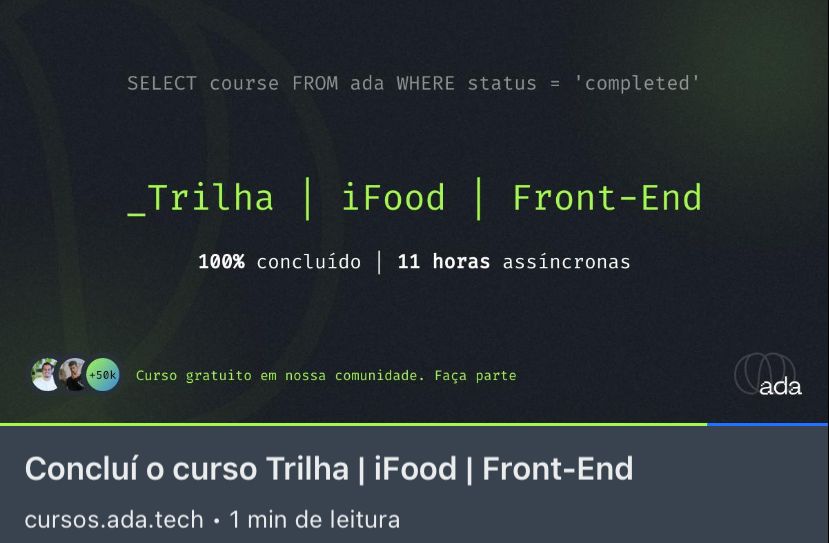 SELECT course FROM ada WHERE status = 'completed'
_Trilha | iFood | Front-End
100% concluído | 11 horas assíncronas
+50k Curso gratuito em nossa comunidade. Faça parte
ada
Concluí o curso Trilha | iFood | Front-End
cursos.ada.tech • 1 min de leitura